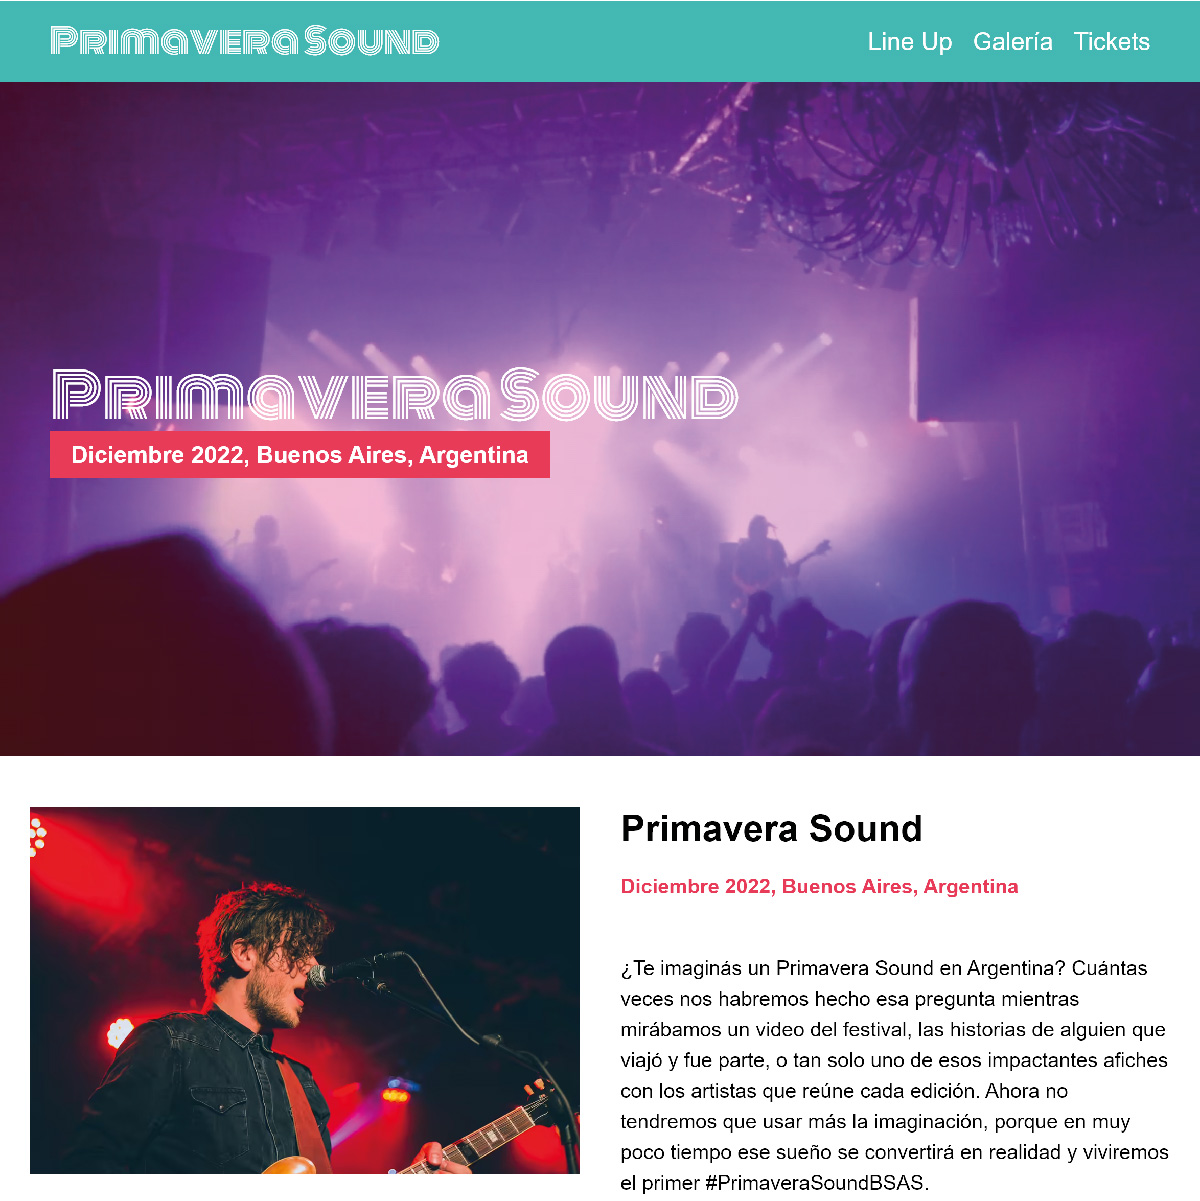 Primavera Sound
Line Up Galería Tickets
Primavera Sound
Diciembre 2022, Buenos Aires, Argentina
Primavera Sound
Diciembre 2022, Buenos Aires, Argentina
¿Te imaginás un Primavera Sound en Argentina? Cuántas
veces nos habremos hecho esa pregunta mientras
mirábamos un video del festival, las historias de alguien que
viajó y fue parte, o tan solo uno de esos impactantes afiches
con los artistas que reúne cada edición. Ahora no
tendremos que usar más la imaginación, porque en muy
poco tiempo ese sueño se convertirá en realidad y viviremos
el primer #PrimaveraSoundBSAS.